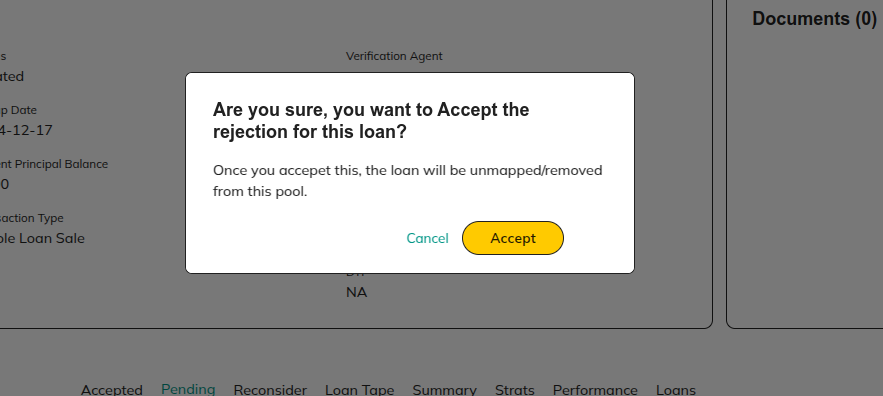 Documents (0)
s
Verification Agent
ated
p Date
4-12-17
nt Principal Balance
0
saction Type
ole Loan Sale
Are you sure, you want to Accept the
rejection for this loan?
Once you accepet this, the loan will be unmapped/removed
from this pool.
Cancel Accept
NA
Accepted Pending Reconsider Loan Tape Summary Strats Performance Loans